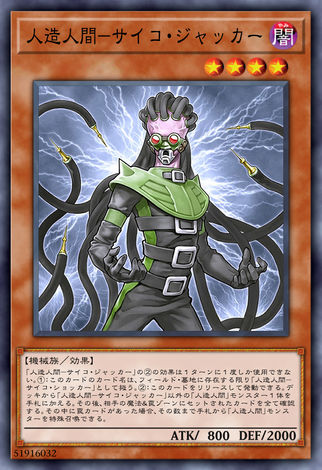 人造人間－サイコ・ジャッカー
闇
やみ
【機械族／効果】
「人造人間－サイコ・ジャッカー」の②の効果は１ターンに１度しか使用できな
い。①：このカードのカード名は、フィールド・墓地に存在する限り「人造人間－
サイコ・ショッカー」として扱う。②：このカードをリリースして発動できる。デ
ッキから「人造人間－サイコ・ジャッカー」以外の「人造人間」モンスター１体を
手札に加える。その後、相手の魔法＆罠ゾーンにセットされたカードを全て確認
する。その中に罠カードがあった場合、その数まで手札から「人造人間」モンス
ターを特殊召喚できる。
ATK/ 800 DEF/2000
51916032